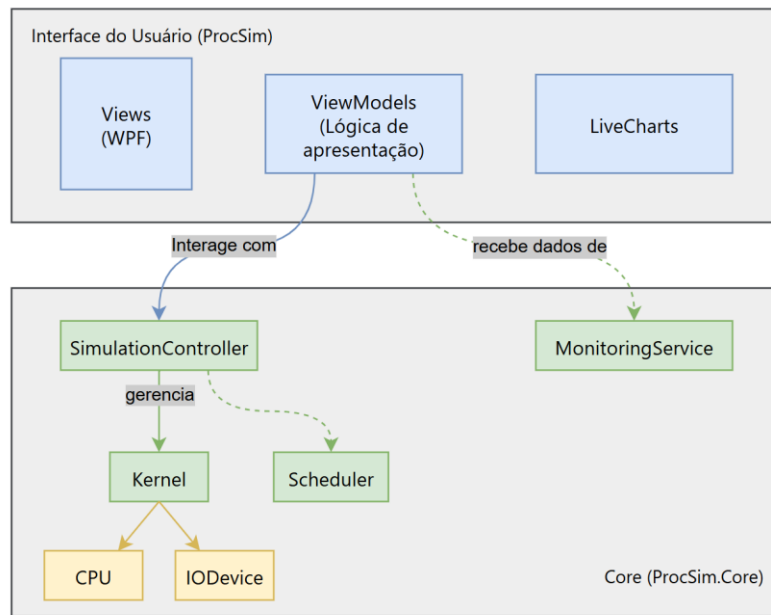 Interface do Usuário (ProcSim)
Views
(WPF)
ViewModels
(Lógica de
apresentação)
LiveCharts
Interage com
recebe dados de
SimulationController
MonitoringService
gerencia
Kernel
Scheduler
CPU
IODevice
Core (ProcSim.Core)